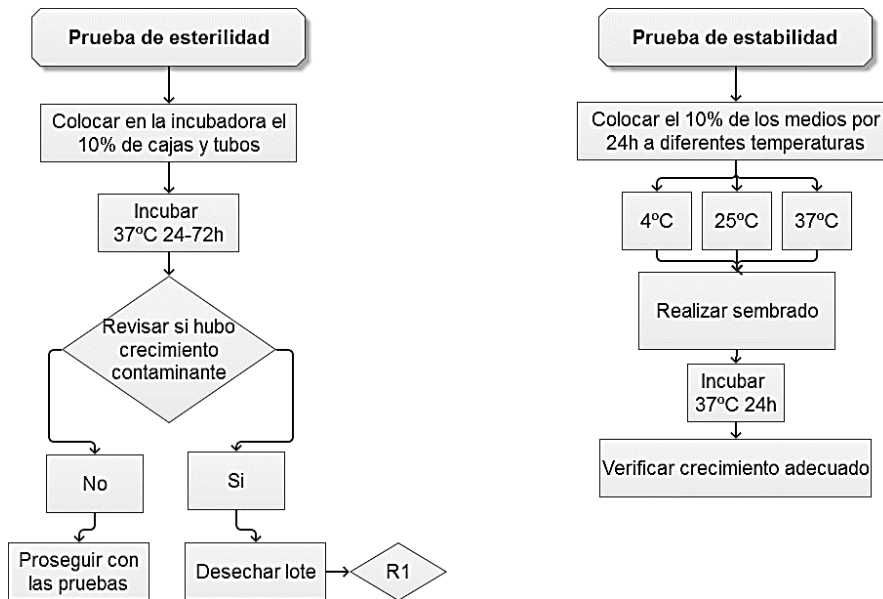 Prueba de esterilidad
Colocar en la incubadora el
10% de cajas y tubos
Incubar
37ºC 24-72h
Revisar si hubo
crecimiento
contaminante
No
Si
Proseguir con
las pruebas
Desechar lote
R1
Prueba de estabilidad
Colocar el 10% de los medios por
24h a diferentes temperaturas
4ºC
25ºC
37ºC
Realizar sembrado
Incubar
37ºC 24h
Verificar crecimiento adecuado